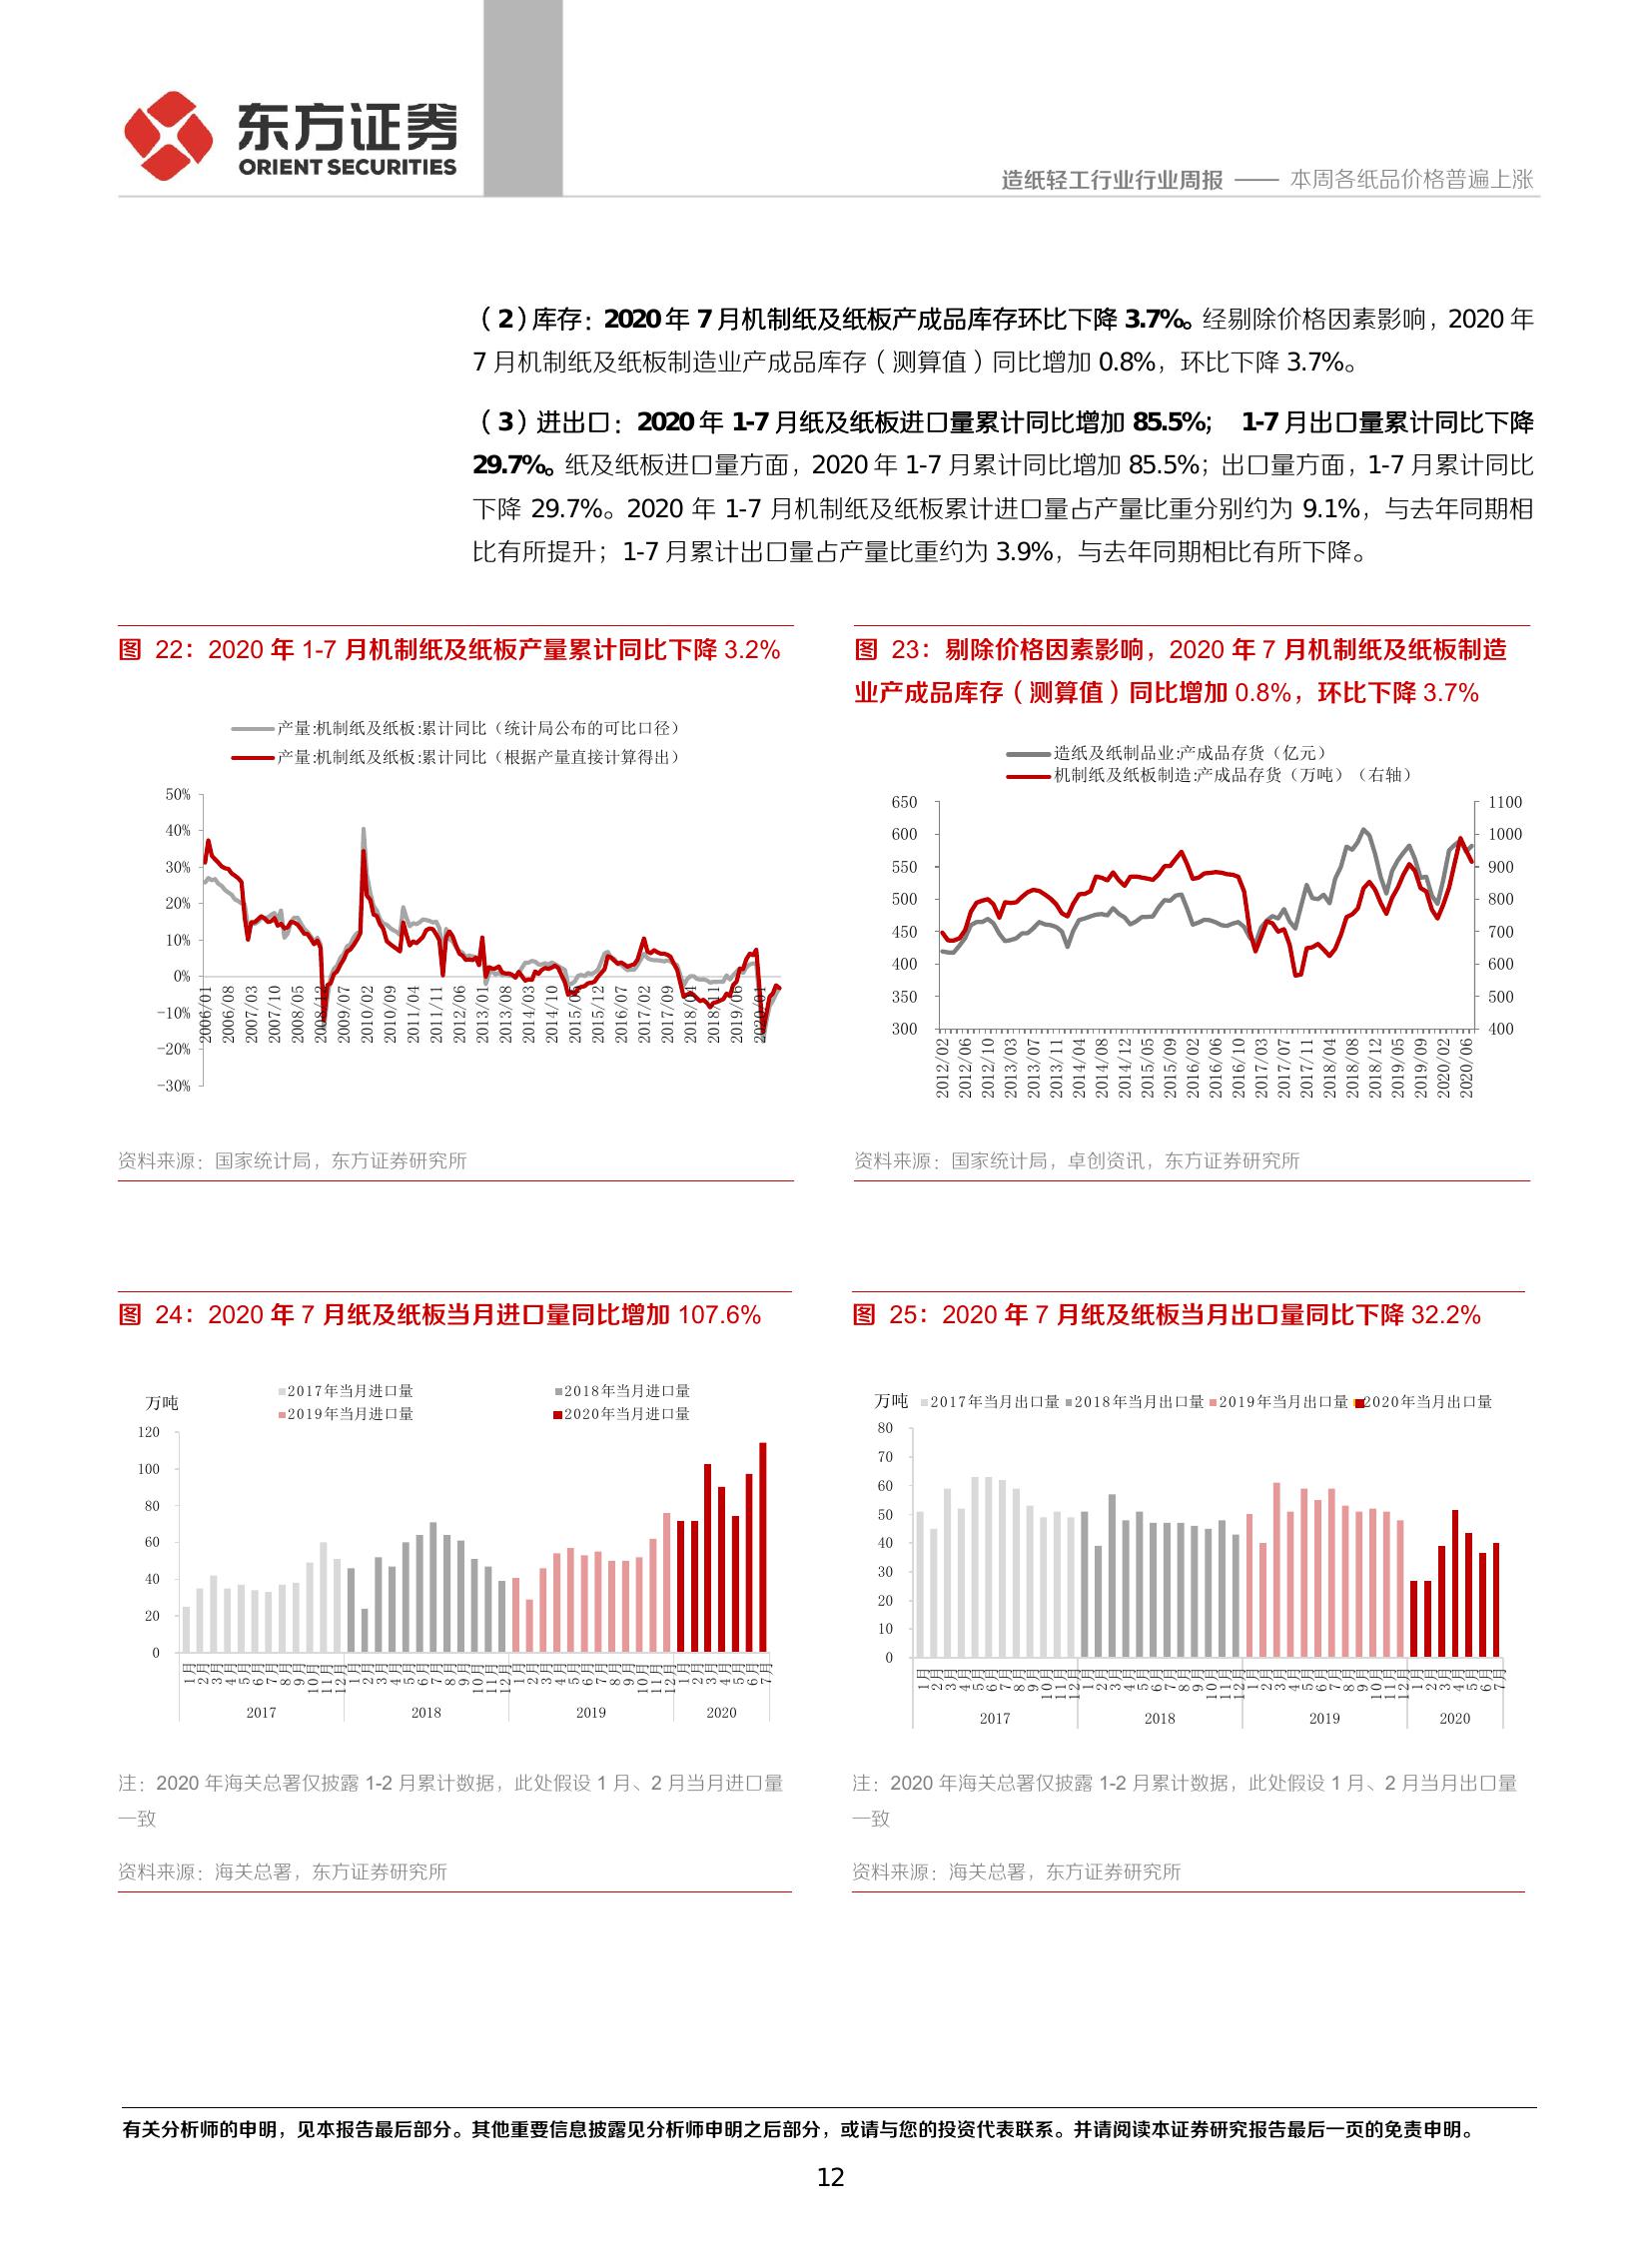 东方证券
ORIENT SECURITIES
造纸轻工行业行业周报 —— 本周各纸品价格普遍上涨
（2）库存：2020年7月机制纸及纸板产成品库存环比下降3.7%。经剔除价格因素影响，2020年
7月机制纸及纸板制造业产成品库存（测算值）同比增加0.8%，环比下降3.7%。
（3）进出口：2020年1-7月纸及纸板进口量累计同比增加85.5%； 1-7月出口量累计同比下降
29.7%。纸及纸板进口量方面，2020年1-7月累计同比增加85.5%；出口量方面，1-7月累计同比
下降 29.7%。2020 年 1-7 月机制纸及纸板累计进口量占产量比重分别约为 9.1%，与去年同期相
比有所提升；1-7月累计出口量占产量比重约为3.9%，与去年同期相比有所下降。
图 22：2020 年 1-7 月机制纸及纸板产量累计同比下降 3.2%
产量:机制纸及纸板:累计同比（统计局公布的可比口径）
产量:机制纸及纸板:累计同比（根据产量直接计算得出）
50%
40%
30%
20%
10%
0%
-10%
-20%
-30%
2006/01 2006/08 2007/03 2007/10 2008/05 2008/12 2009/07 2010/02 2010/09 2011/04 2011/11 2012/06 2013/01 2013/08 2014/03 2014/10 2015/05 2015/12 2016/07 2017/02 2017/09 2018/04 2018/11 2019/06 2020/01
资料来源：国家统计局，东方证券研究所
图 23：剔除价格因素影响，2020 年 7 月机制纸及纸板制造
业产成品库存（测算值）同比增加 0.8%，环比下降 3.7%
造纸及纸制品业:产成品存货（亿元）
机制纸及纸板制造:产成品存货（万吨）（右轴）
650 1100
600 1000
550 900
500 800
450 700
400 600
350 500
300 400
2012/02 2012/06 2012/10 2013/03 2013/07 2013/11 2014/04 2014/08 2014/12 2015/05 2015/09 2016/02 2016/06 2016/10 2017/03 2017/07 2017/11 2018/04 2018/08 2018/12 2019/05 2019/09 2020/02 2020/06
资料来源：国家统计局，卓创资讯，东方证券研究所
图 24：2020 年 7 月纸及纸板当月进口量同比增加 107.6%
万吨
2017年当月进口量 2018年当月进口量
2019年当月进口量 2020年当月进口量
120
100
80
60
40
20
0
1月 2月 3月 4月 5月 6月 7月 8月 9月 10月 11月 12月 1月 2月 3月 4月 5月 6月 7月 8月 9月 10月 11月 12月 1月 2月 3月 4月 5月 6月 7月 8月 9月 10月 11月 12月 1月 2月 3月 4月 5月 6月 7月
2017 2018 2019 2020
注：2020 年海关总署仅披露 1-2 月累计数据，此处假设 1 月、2 月当月进口量
一致
资料来源：海关总署，东方证券研究所
图 25：2020 年 7 月纸及纸板当月出口量同比下降 32.2%
万吨 2017年当月出口量 2018年当月出口量 2019年当月出口量 2020年当月出口量
80
70
60
50
40
30
20
10
0
1月 2月 3月 4月 5月 6月 7月 8月 9月 10月 11月 12月 1月 2月 3月 4月 5月 6月 7月 8月 9月 10月 11月 12月 1月 2月 3月 4月 5月 6月 7月 8月 9月 10月 11月 12月 1月 2月 3月 4月 5月 6月 7月
2017 2018 2019 2020
注：2020 年海关总署仅披露 1-2 月累计数据，此处假设 1 月、2 月当月出口量
一致
资料来源：海关总署，东方证券研究所
有关分析师的申明，见本报告最后部分。其他重要信息披露见分析师申明之后部分，或请与您的投资代表联系。并请阅读本证券研究报告最后一页的免责申明。
12